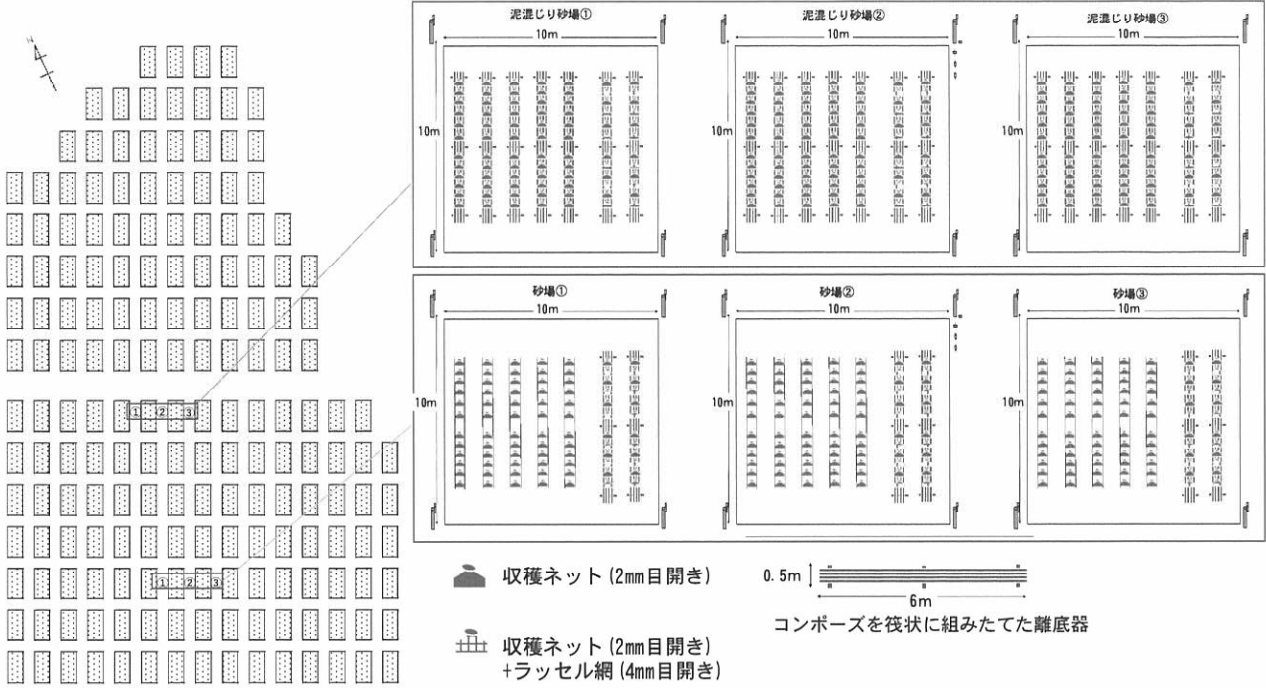 N
泥混じり砂場①
泥混じり砂場②
泥混じり砂場③
10m
10m
10m
10m
10m
10m
砂場①
砂場②
砂場③
10m
10m
10m
10m
10m
10m
1 2 3
1 2 3
収穫ネット(2mm目開き)
収穫ネット(2mm目開き)
+ラッセル網(4mm目開き)
0.5m
6m
コンポーズを筏状に組みたてた離底器